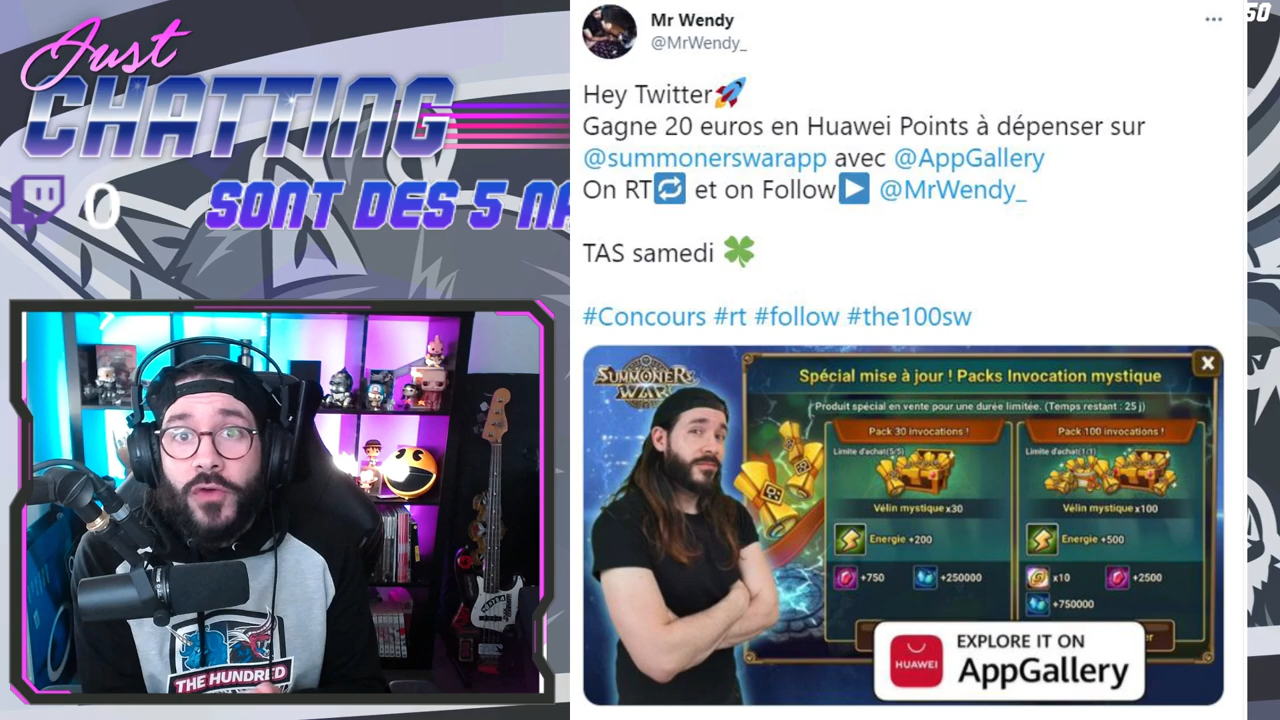 Just
CHATTING
0
SONT DES 5 NA
THE HUNDRED
50
Mr Wendy
@MrWendy_
Hey Twitter🚀
Gagne 20 euros en Huawei Points à dépenser sur
@summonerswarapp avec @AppGallery
On RT🔁 et on Follow▶️ @MrWendy_
TAS samedi 🍀
#Concours #rt #follow #the100sw
SUMMONERS
WAR
Spécial mise à jour ! Packs Invocation mystique
Produit spécial en vente pour une durée limitée. (Temps restant : 25 j)
Pack 30 invocations !
Limite d'achat(5/5)
Vélin mystique x30
Energie +200
+750
+250000
Pack 100 invocations !
Limite d'achat(1/1)
Vélin mystique x100
Energie +500
x10
+2500
+750000
HUAWEI
EXPLORE IT ON
AppGallery